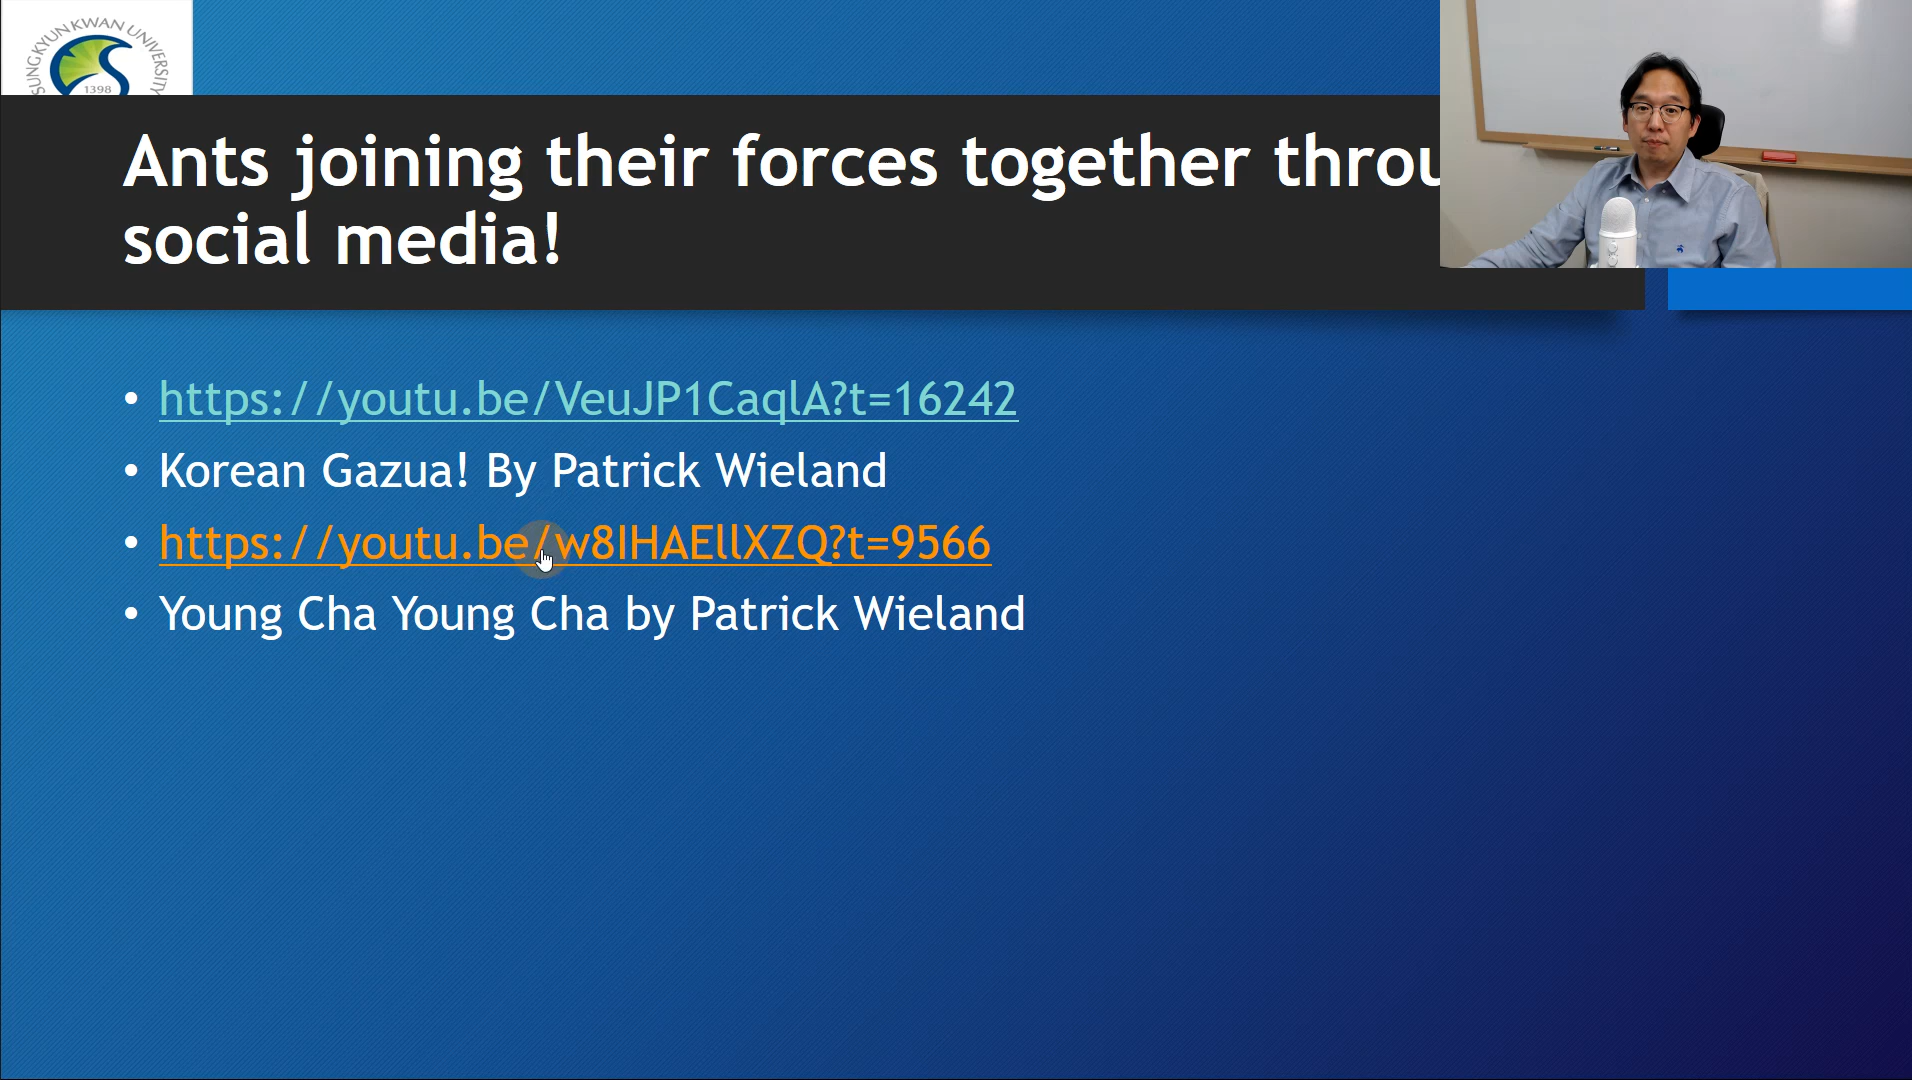 SUNGKYUNKWAN UNIVERSITY
1398
Ants joining their forces together throu
social media!
• https://youtu.be/VeuJP1CaqlA?t=16242
• Korean Gazua! By Patrick Wieland
• https://youtu.be/w8IHAEllXZQ?t=9566
• Young Cha Young Cha by Patrick Wieland